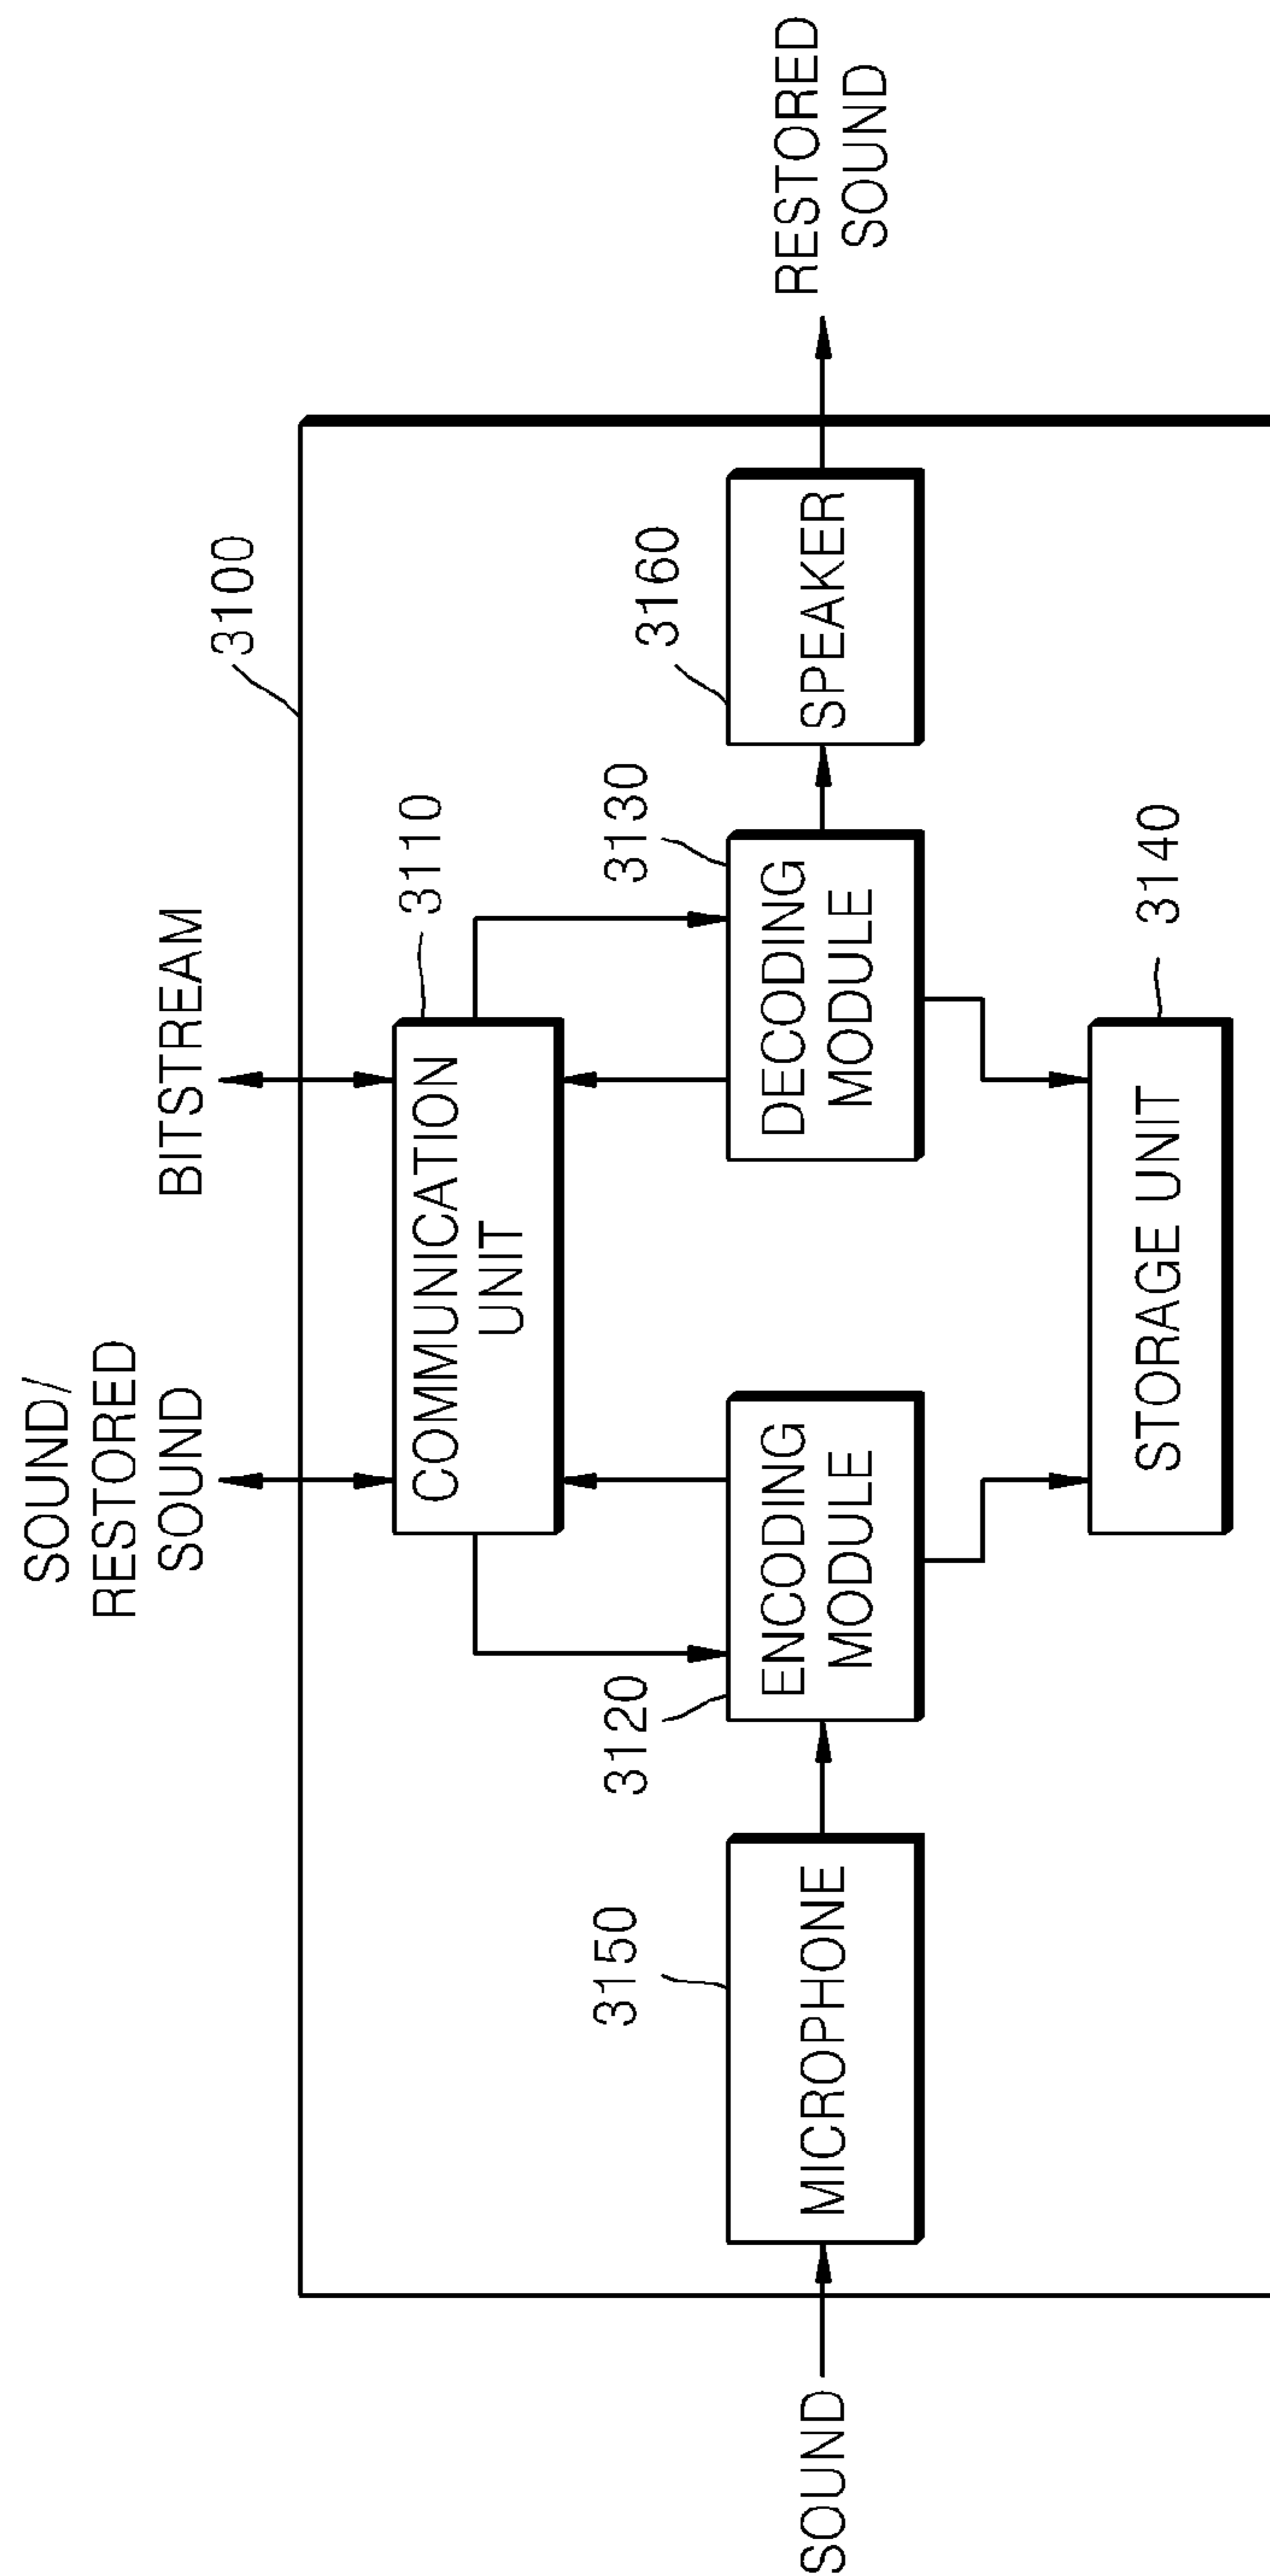 SOUND/
RESTORED
SOUND
BITSTREAM
3100
COMMUNICATION
UNIT
3110
3120
3130
3150
3160
SOUND
MICROPHONE
ENCODING
MODULE
DECODING
MODULE
SPEAKER
RESTORED
SOUND
STORAGE UNIT
3140